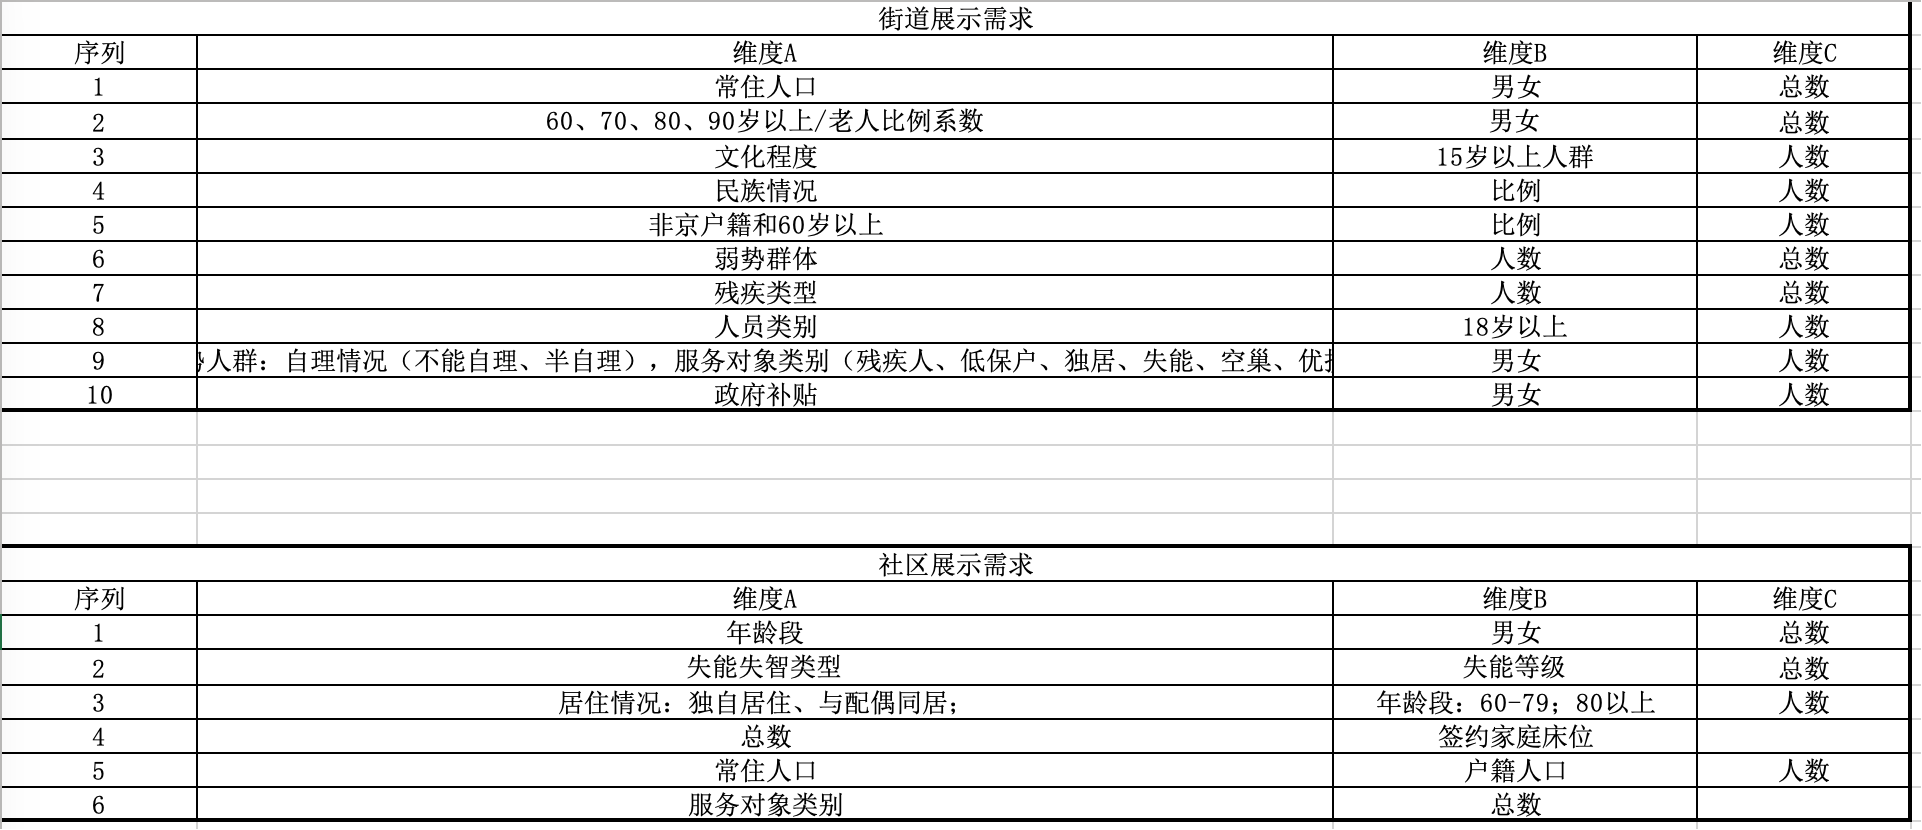 街道展示需求
序列 维度A 维度B 维度C
1 常住人口 男女 总数
2 60、70、80、90岁以上/老人比例系数 男女 总数
3 文化程度 15岁以上人群 人数
4 民族情况 比例 人数
5 非京户籍和60岁以上 比例 人数
6 弱势群体 人数 总数
7 残疾类型 人数 总数
8 人员类别 18岁以上 人数
9 人群：自理情况（不能自理、半自理），服务对象类别（残疾人、低保户、独居、失能、空巢、优 男女 人数
10 政府补贴 男女 人数
社区展示需求
序列 维度A 维度B 维度C
1 年龄段 男女 总数
2 失能失智类型 失能等级 总数
3 居住情况：独自居住、与配偶同居； 年龄段：60-79；80以上 人数
4 总数 签约家庭床位
5 常住人口 户籍人口 人数
6 服务对象类别 总数